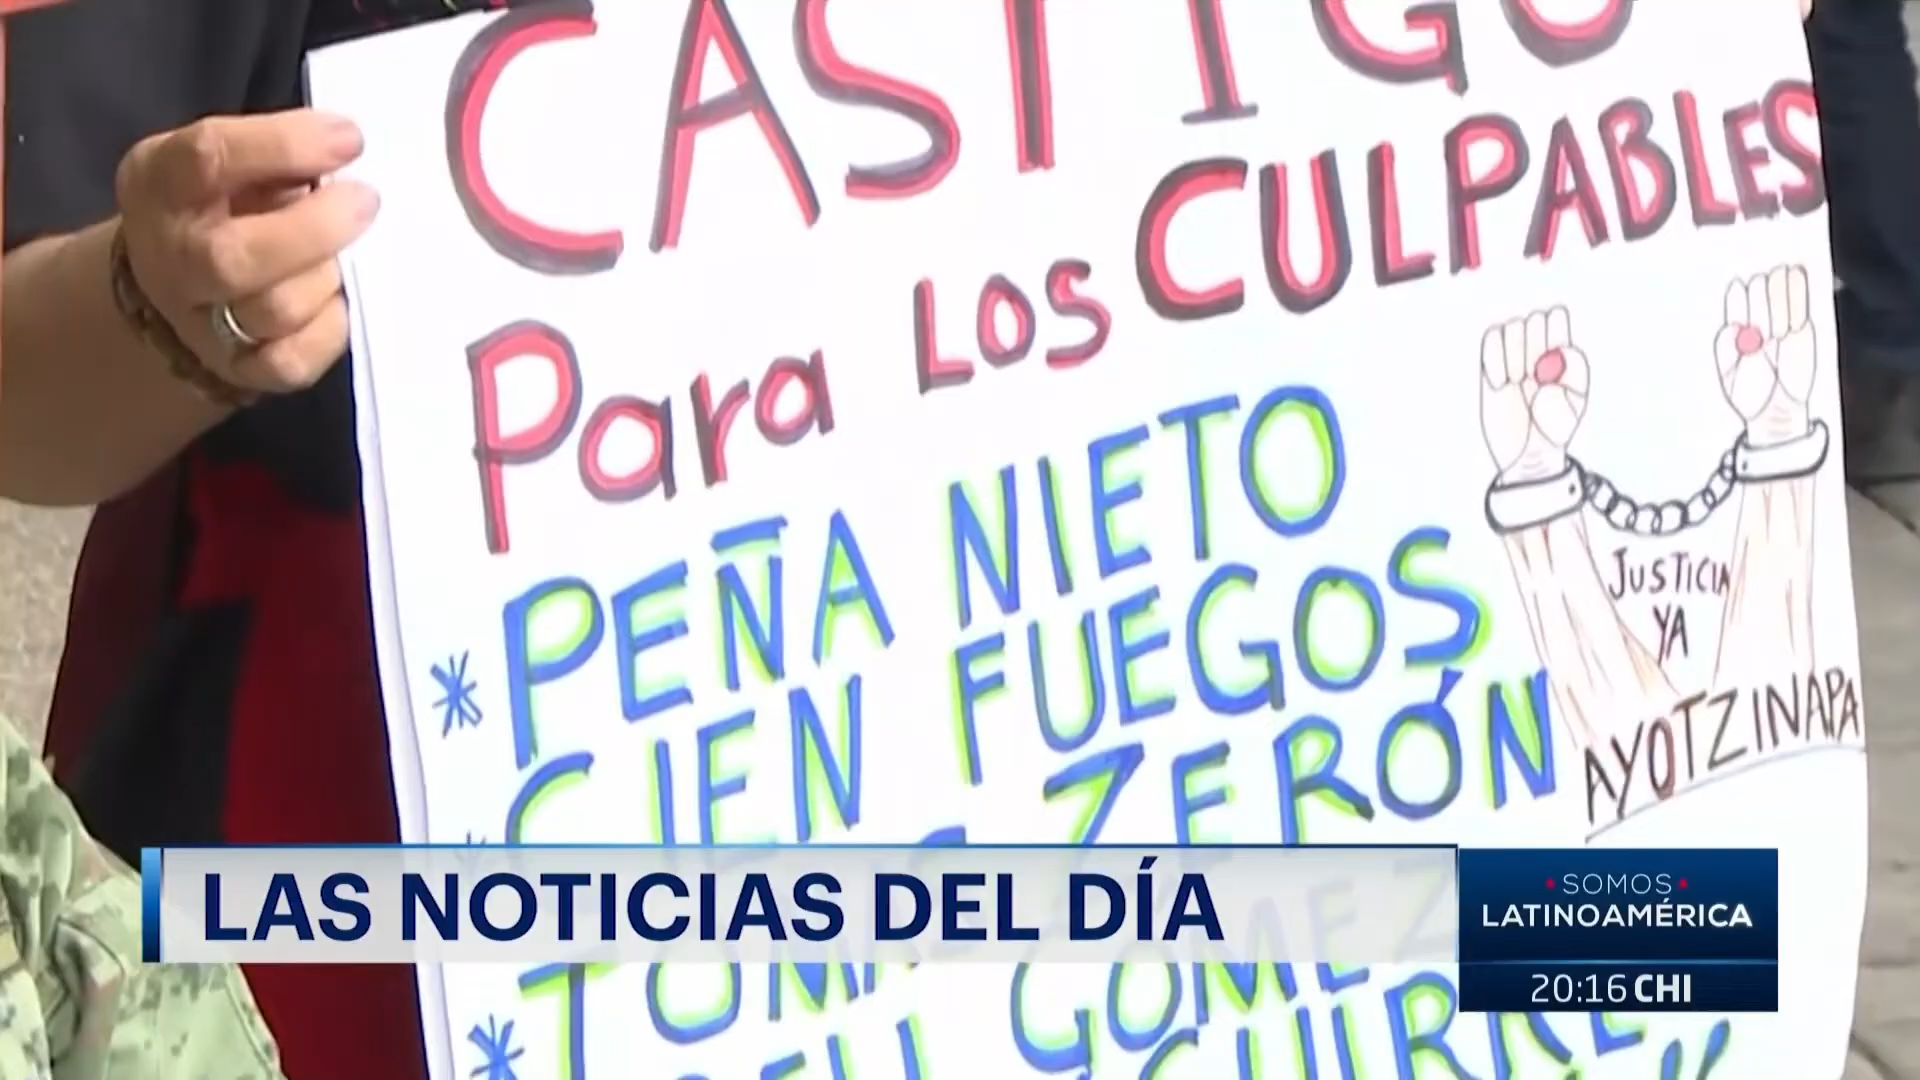 CASTIGO
Para LOS CULPABLES
* PEÑA NIETO
* CIEN FUEGOS
ZERÓN
JUSTICIA
YA
AYOTZINAPA
LAS NOTICIAS DEL DÍA
SOMOS
LATINOAMÉRICA
20:16 CHI
* GÓMEZ